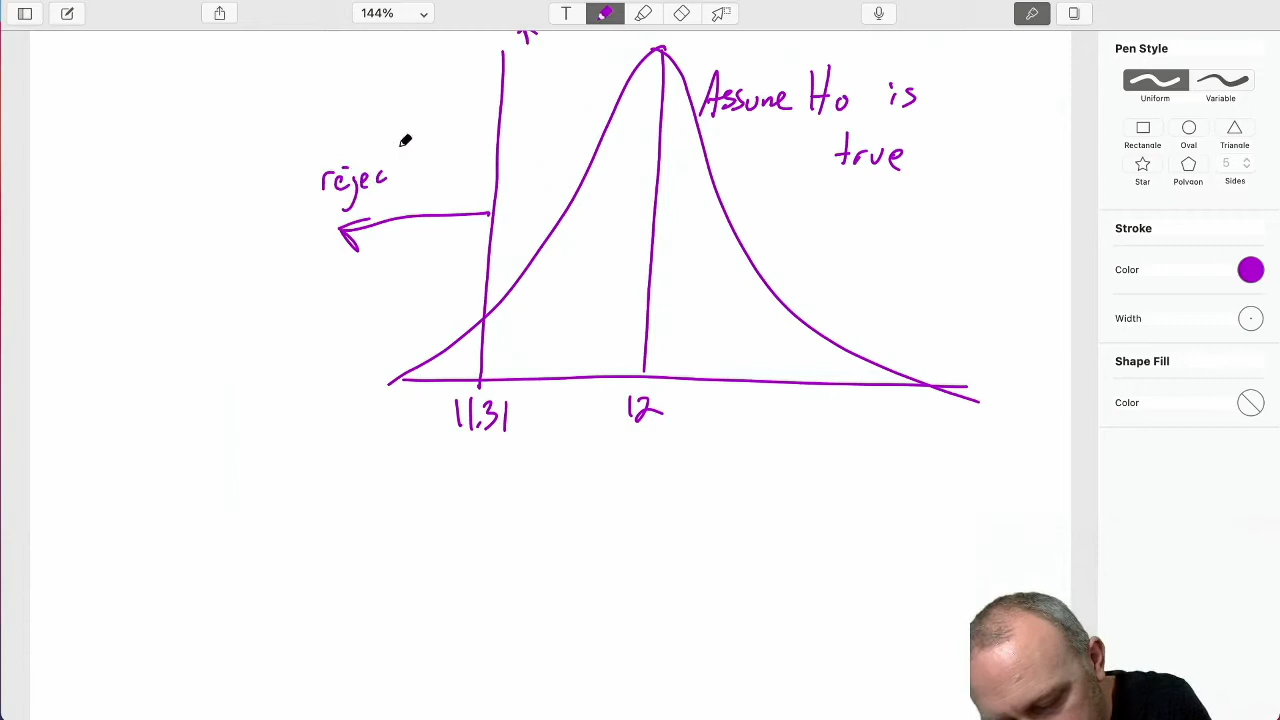 144%
T
Pen Style
Uniform
Variable
Rectangle
Oval
Triangle
Star
Polygon
5
Sides
Stroke
Color
Width
Shape Fill
Color
Assume Ho is
true
rejec
11.31
12